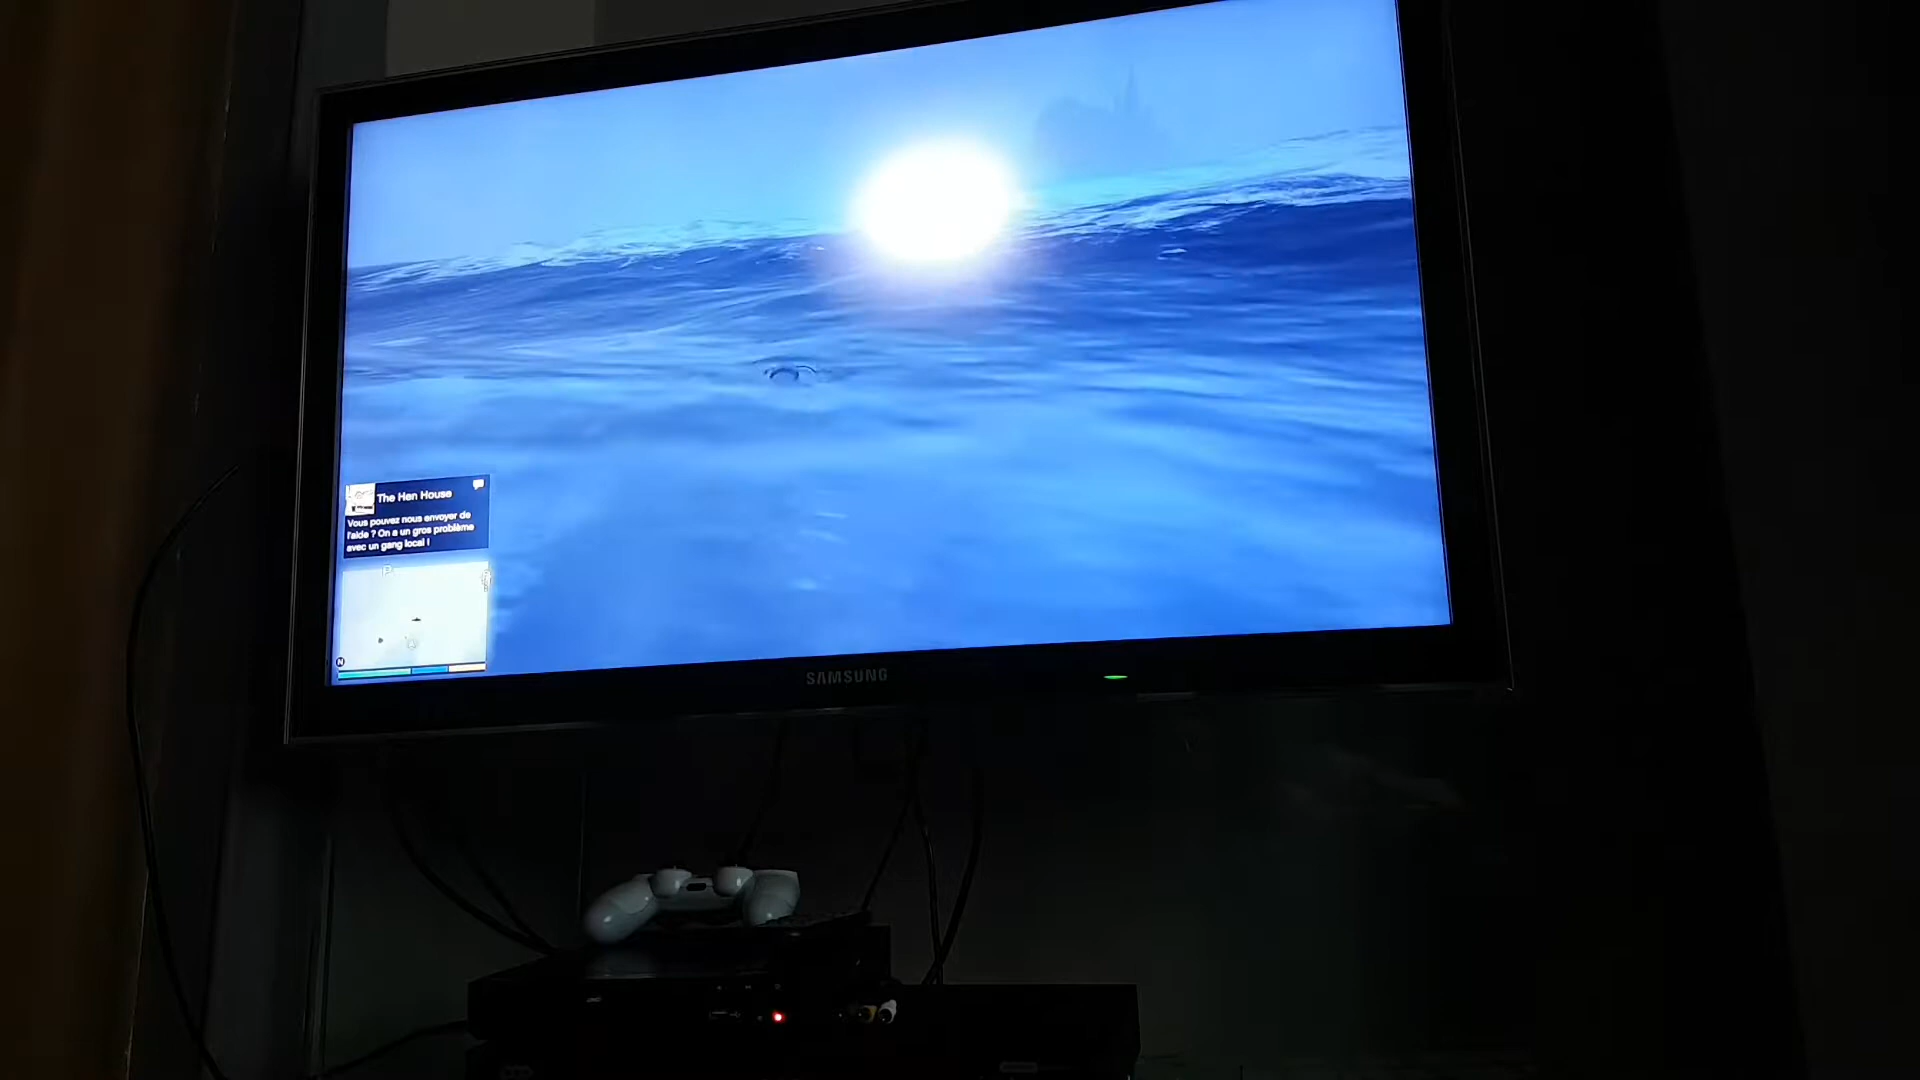 The Hen House
Vous pouvez nous envoyer de
l'aide ? On a un gros problème
avec un gang local !
N
SAMSUNG